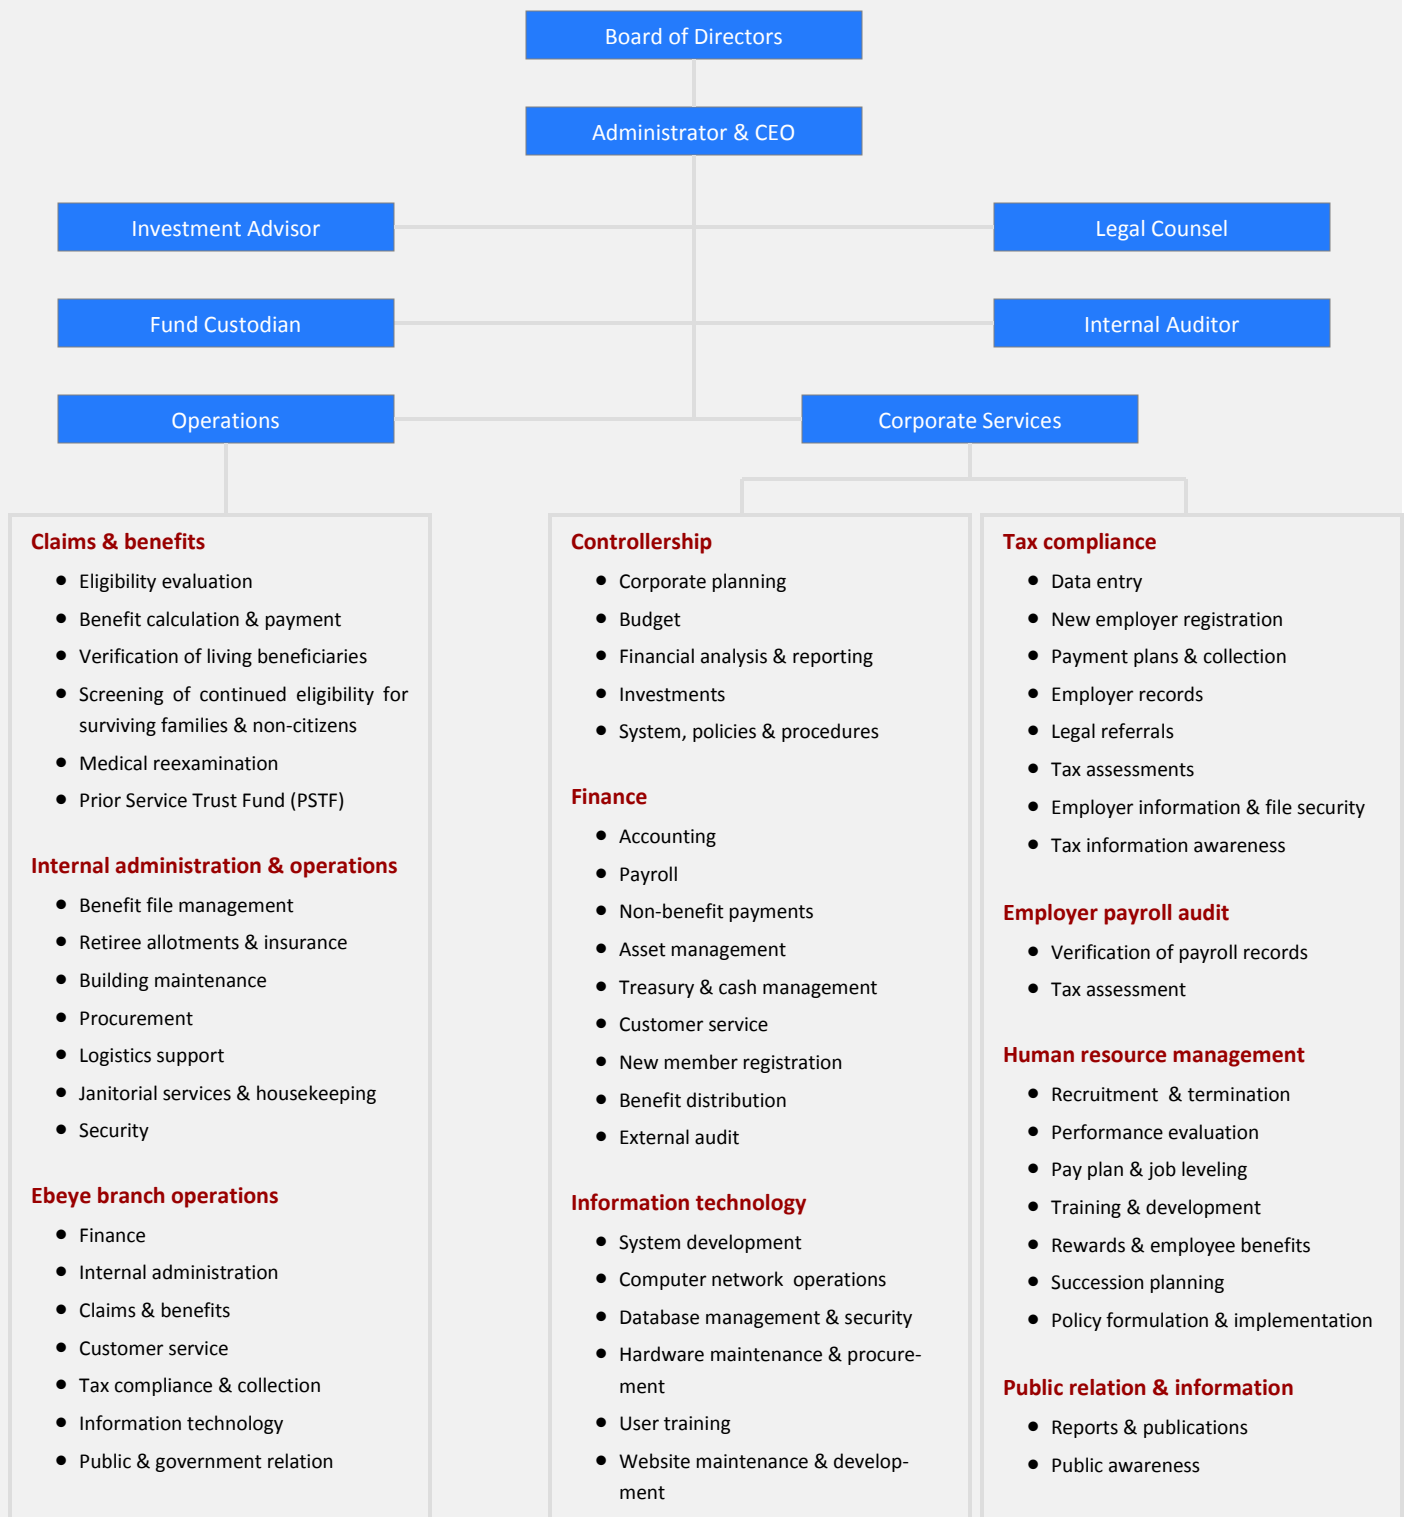 Board of Directors
Administrator & CEO
Investment Advisor
Legal Counsel
Fund Custodian
Internal Auditor
Operations
Corporate Services
Claims & benefits
• Eligibility evaluation
• Benefit calculation & payment
• Verification of living beneficiaries
• Screening of continued eligibility for
surviving families & non-citizens
• Medical reexamination
• Prior Service Trust Fund (PSTF)
Internal administration & operations
• Benefit file management
• Retiree allotments & insurance
• Building maintenance
• Procurement
• Logistics support
• Janitorial services & housekeeping
• Security
Ebeye branch operations
• Finance
• Internal administration
• Claims & benefits
• Customer service
• Tax compliance & collection
• Information technology
• Public & government relation
Controllership
• Corporate planning
• Budget
• Financial analysis & reporting
• Investments
• System, policies & procedures
Finance
• Accounting
• Payroll
• Non-benefit payments
• Asset management
• Treasury & cash management
• Customer service
• New member registration
• Benefit distribution
• External audit
Information technology
• System development
• Computer network operations
• Database management & security
• Hardware maintenance & procure-
ment
• User training
• Website maintenance & develop-
ment
Tax compliance
• Data entry
• New employer registration
• Payment plans & collection
• Employer records
• Legal referrals
• Tax assessments
• Employer information & file security
• Tax information awareness
Employer payroll audit
• Verification of payroll records
• Tax assessment
Human resource management
• Recruitment & termination
• Performance evaluation
• Pay plan & job leveling
• Training & development
• Rewards & employee benefits
• Succession planning
• Policy formulation & implementation
Public relation & information
• Reports & publications
• Public awareness